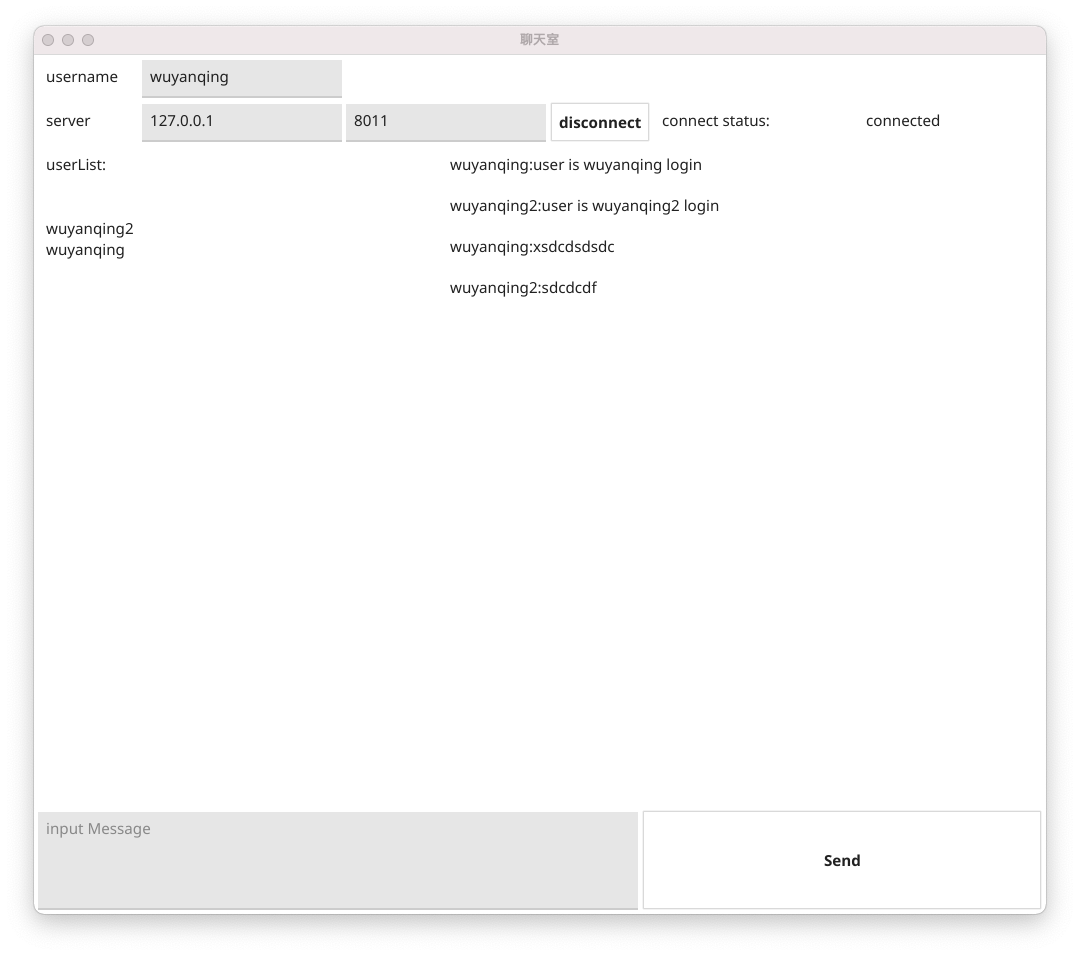 聊天室
username wuyanqing
server 127.0.0.1 8011 disconnect connect status: connected
userList:
wuyanqing2
wuyanqing
wuyanqing:user is wuyanqing login
wuyanqing2:user is wuyanqing2 login
wuyanqing:xsdcdsdsdc
wuyanqing2:sdcdcdf
input Message
Send